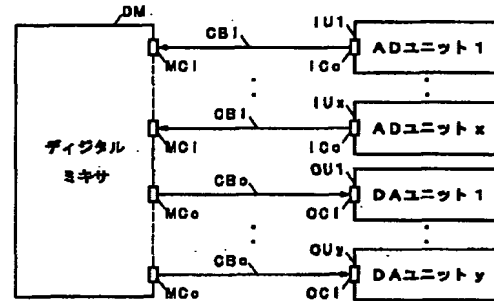 DM
CBi
IU1
ADユニット 1
MCi
ICo
CBi
IUx
ADユニット x
MCi
ICo
ディジタル
ミキサ
CBo
OU1
DAユニット 1
MCo
OCi
CBo
OUy
DAユニット y
MCo
OCi